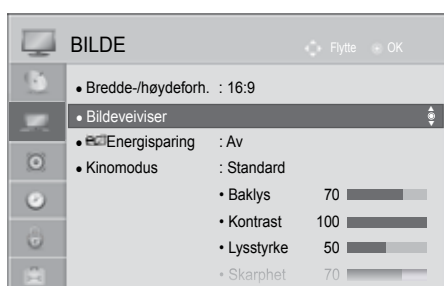 BILDE
Flytte OK
• Bredde-/høydeforh. : 16:9
• Bildeveiviser
• Energisparing : Av
• Kinomodus : Standard
• Baklys 70
• Kontrast 100
• Lysstyrke 50
• Skarphet 70